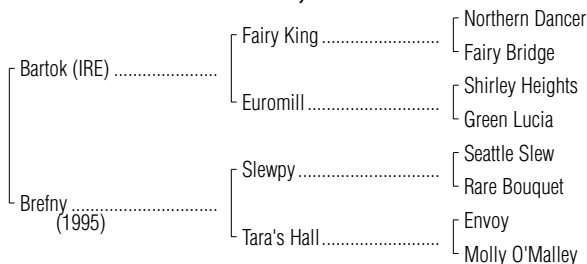 Northern Dancer
Fairy King ........................................
Fairy Bridge
Bartok (IRE) ...................................
Shirley Heights
Euromill ............................................
Green Lucia
Seattle Slew
Slewpy ..............................................
Rare Bouquet
Brefny ................................................
(1995)
Envoy
Tara's Hall ........................................
Molly O'Malley